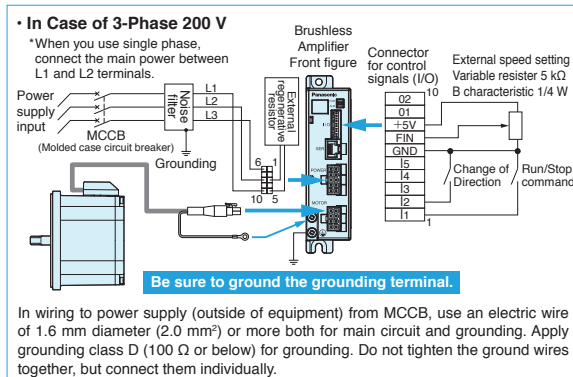 ・In Case of 3-Phase 200 V
*When you use single phase,
connect the main power between
L1 and L2 terminals.
Power
supply
input
MCCB
(Molded case circuit breaker)
Noise
filter
Grounding
L1
L2
L3
External
regenerative
resistor
6
1
10
5
Brushless
Amplifier
Front figure
Panasonic
I/O
SER
POWER
MOTOR
Connector
for control
signals (I/O)
10
02
01
+5V
FIN
GND
I5
I4
I3
I2
I1
1
External speed setting
Variable resister 5 kΩ
B characteristic 1/4 W
Change of
Direction
Run/Stop
command
Be sure to ground the grounding terminal.
In wiring to power supply (outside of equipment) from MCCB, use an electric wire
of 1.6 mm diameter (2.0 mm²) or more both for main circuit and grounding. Apply
grounding class D (100 Ω or below) for grounding. Do not tighten the ground wires
together, but connect them individually.